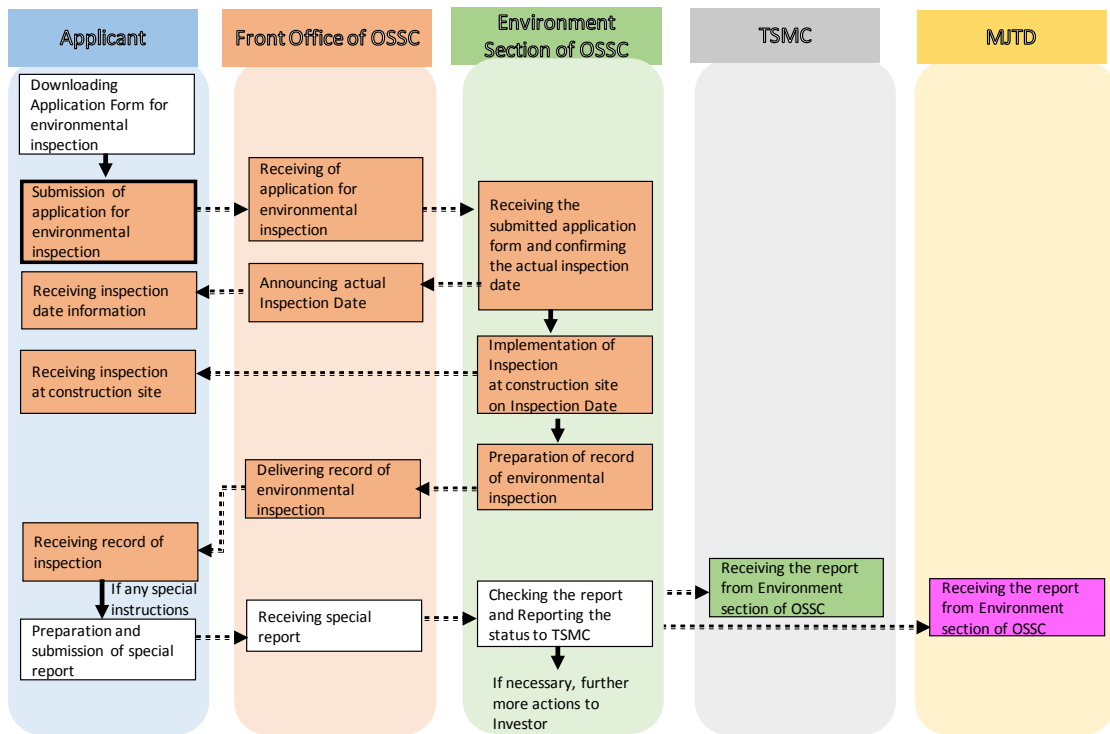 Applicant
Front Office of OSSC
Environment
Section of OSSC
TSMC
MJTD
Downloading
Application Form for
environmental
inspection
Submission of
application for
environmental
inspection
Receiving of
application for
environmental
inspection
Receiving the
submitted application
form and confirming
the actual inspection
date
Announcing actual
Inspection Date
Receiving inspection
date information
Implementation of
Inspection
at construction site
on Inspection Date
Receiving inspection
at construction site
Preparation of record
of environmental
inspection
Delivering record of
environmental
inspection
Receiving record of
inspection
If any special
instructions
Preparation and
submission of special
report
Receiving special
report
Checking the report
and Reporting the
status to TSMC
Receiving the report
from Environment
section of OSSC
Receiving the report
from Environment
section of OSSC
If necessary, further
more actions to
Investor